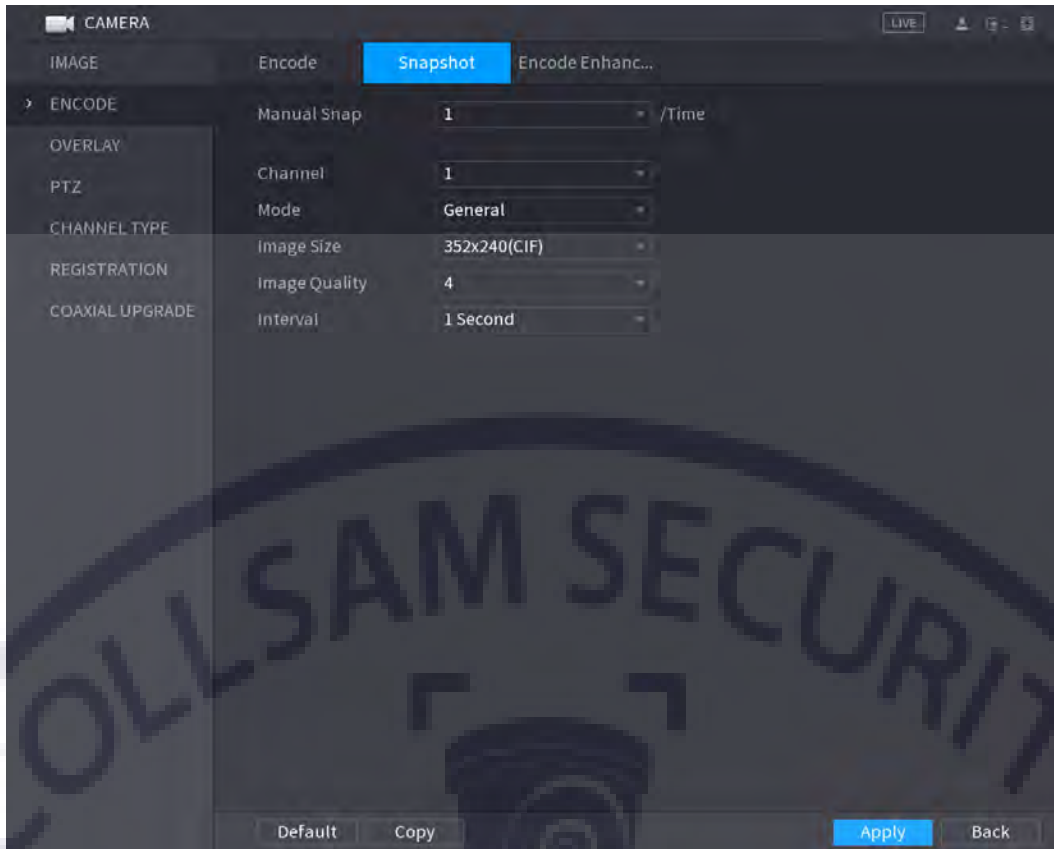 CAMERA LIVE
IMAGE Encode Snapshot Encode Enhanc...
ENCODE Manual Snap 1 /Time
OVERLAY
PTZ Channel 1
CHANNEL TYPE Mode General
REGISTRATION Image Size 352x240(CIF)
COAXIAL UPGRADE Image Quality 4
Interval 1 Second
OLLSAM SECURIT
Default Copy Apply Back